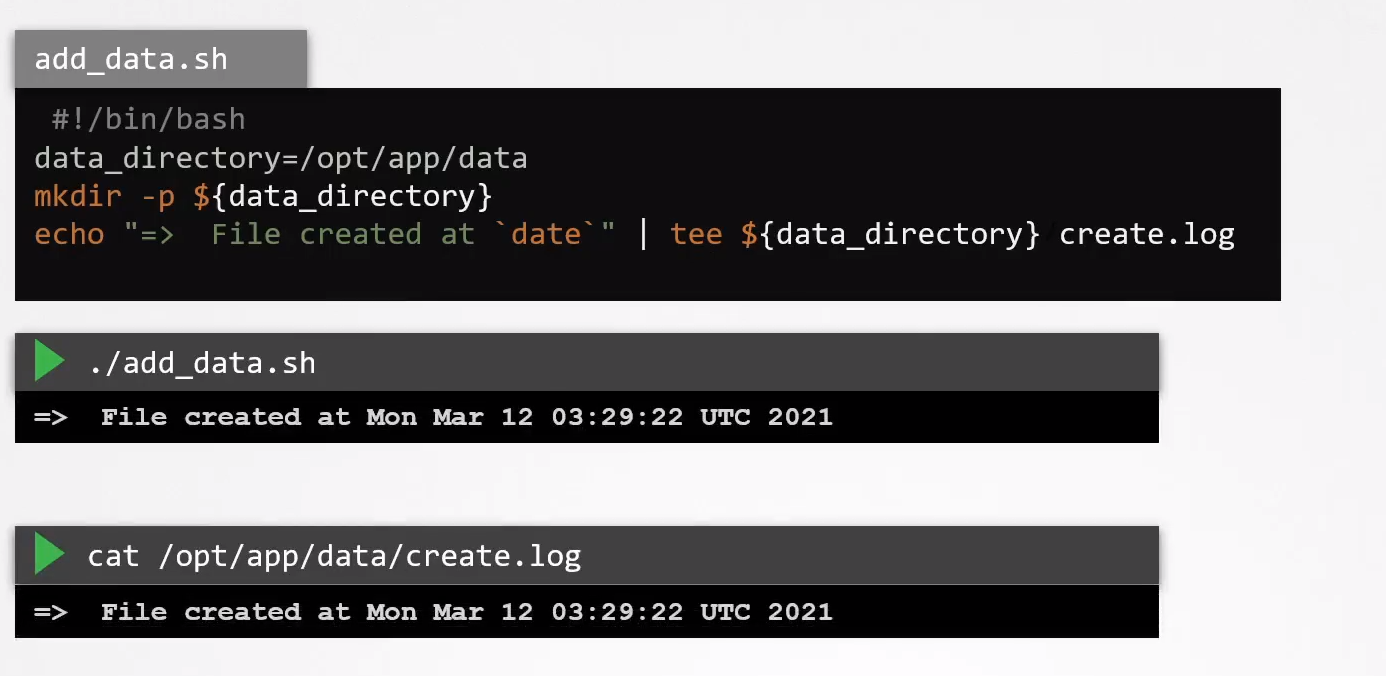 add_data.sh
#!/bin/bash
data_directory=/opt/app/data
mkdir -p ${data_directory}
echo "=>  File created at `date`" | tee ${data_directory} create.log
./add_data.sh
=>  File created at Mon Mar 12 03:29:22 UTC 2021
cat /opt/app/data/create.log
=>  File created at Mon Mar 12 03:29:22 UTC 2021